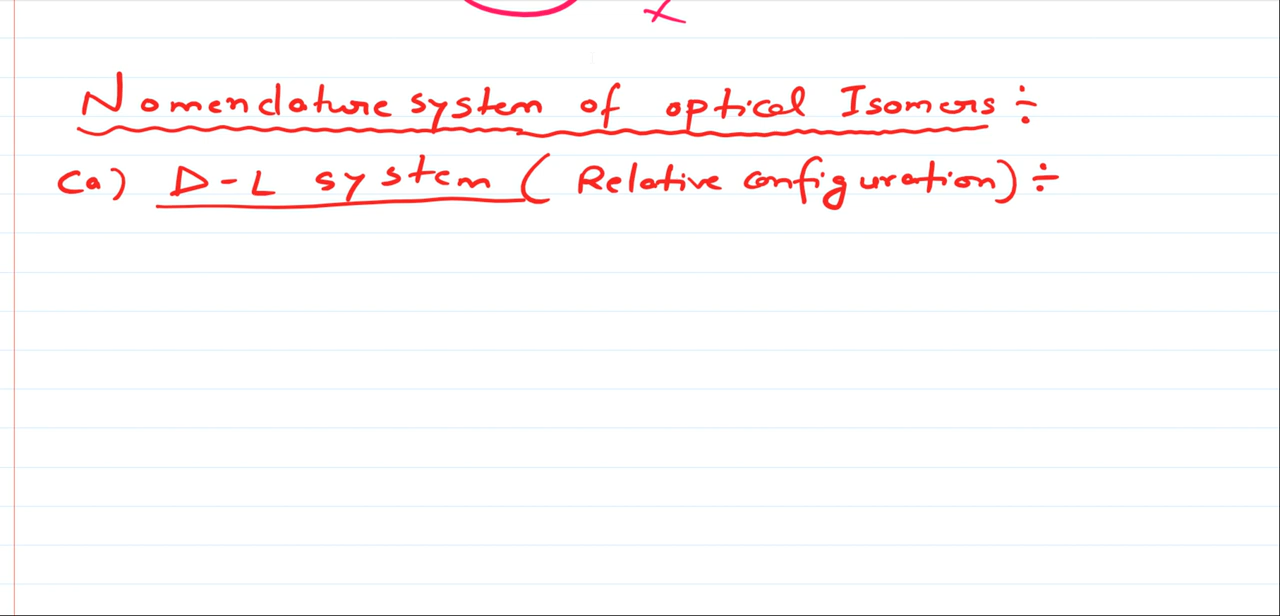 Nomenclature system of optical Isomers ÷
(a) D-L system ( Relative configuration) ÷